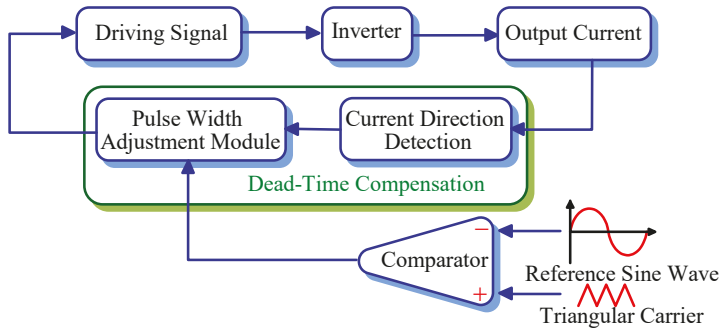 Driving Signal
Inverter
Output Current
Pulse Width
Adjustment Module
Current Direction
Detection
Dead-Time Compensation
−
Comparator
+
Reference Sine Wave
Triangular Carrier